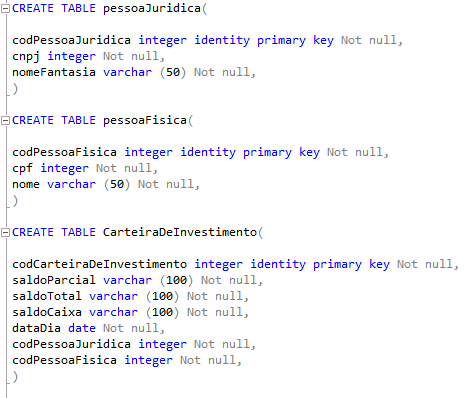 CREATE TABLE pessoaJuridica(
codPessoaJuridica integer identity primary key Not null,
cnpj integer Not null,
nomeFantasia varchar (50) Not null,
)
CREATE TABLE pessoaFisica(
codPessoaFisica integer identity primary key Not null,
cpf integer Not null,
nome varchar (50) Not null,
)
CREATE TABLE CarteiraDeInvestimento(
codCarteiraDeInvestimento integer identity primary key Not null,
saldoParcial varchar (100) Not null,
saldoTotal varchar (100) Not null,
saldoCaixa varchar (100) Not null,
dataDia date Not null,
codPessoaJuridica integer Not null,
codPessoaFisica integer Not null,
)